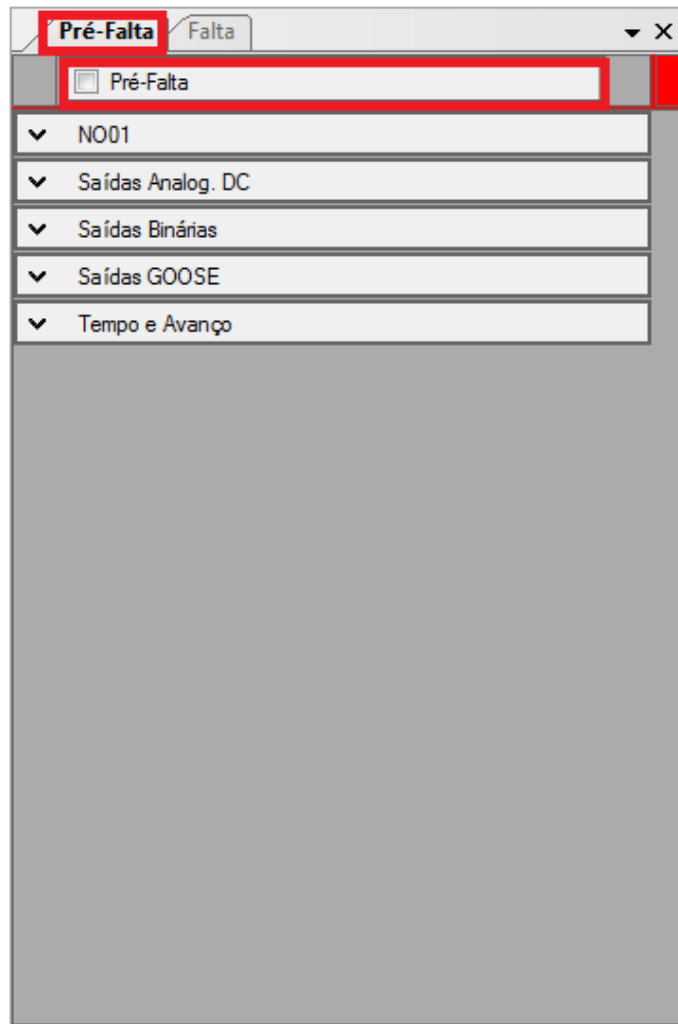 Pré-Falta Falta
Pré-Falta
NO01
Saídas Analog. DC
Saídas Binárias
Saídas GOOSE
Tempo e Avanço